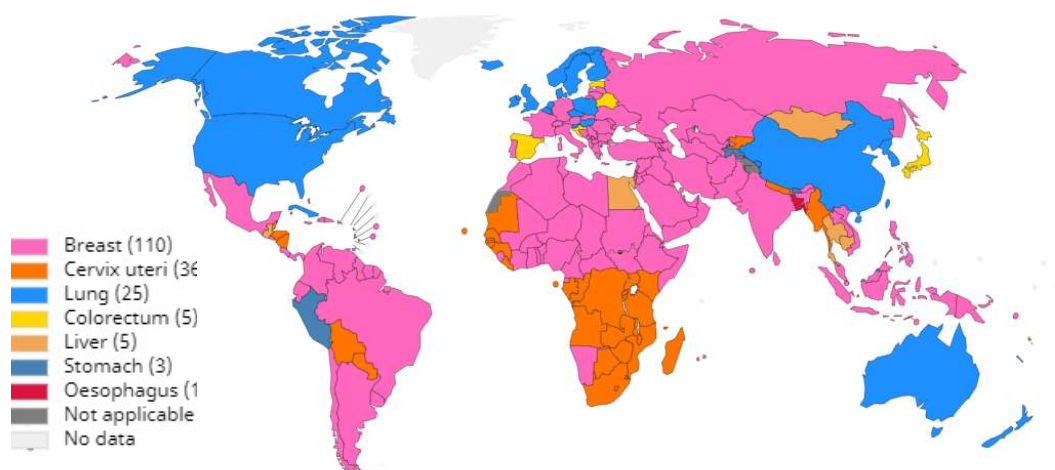 Breast (110)
Cervix uteri (36
Lung (25)
Colorectum (5)
Liver (5)
Stomach (3)
Oesophagus (1
Not applicable
No data